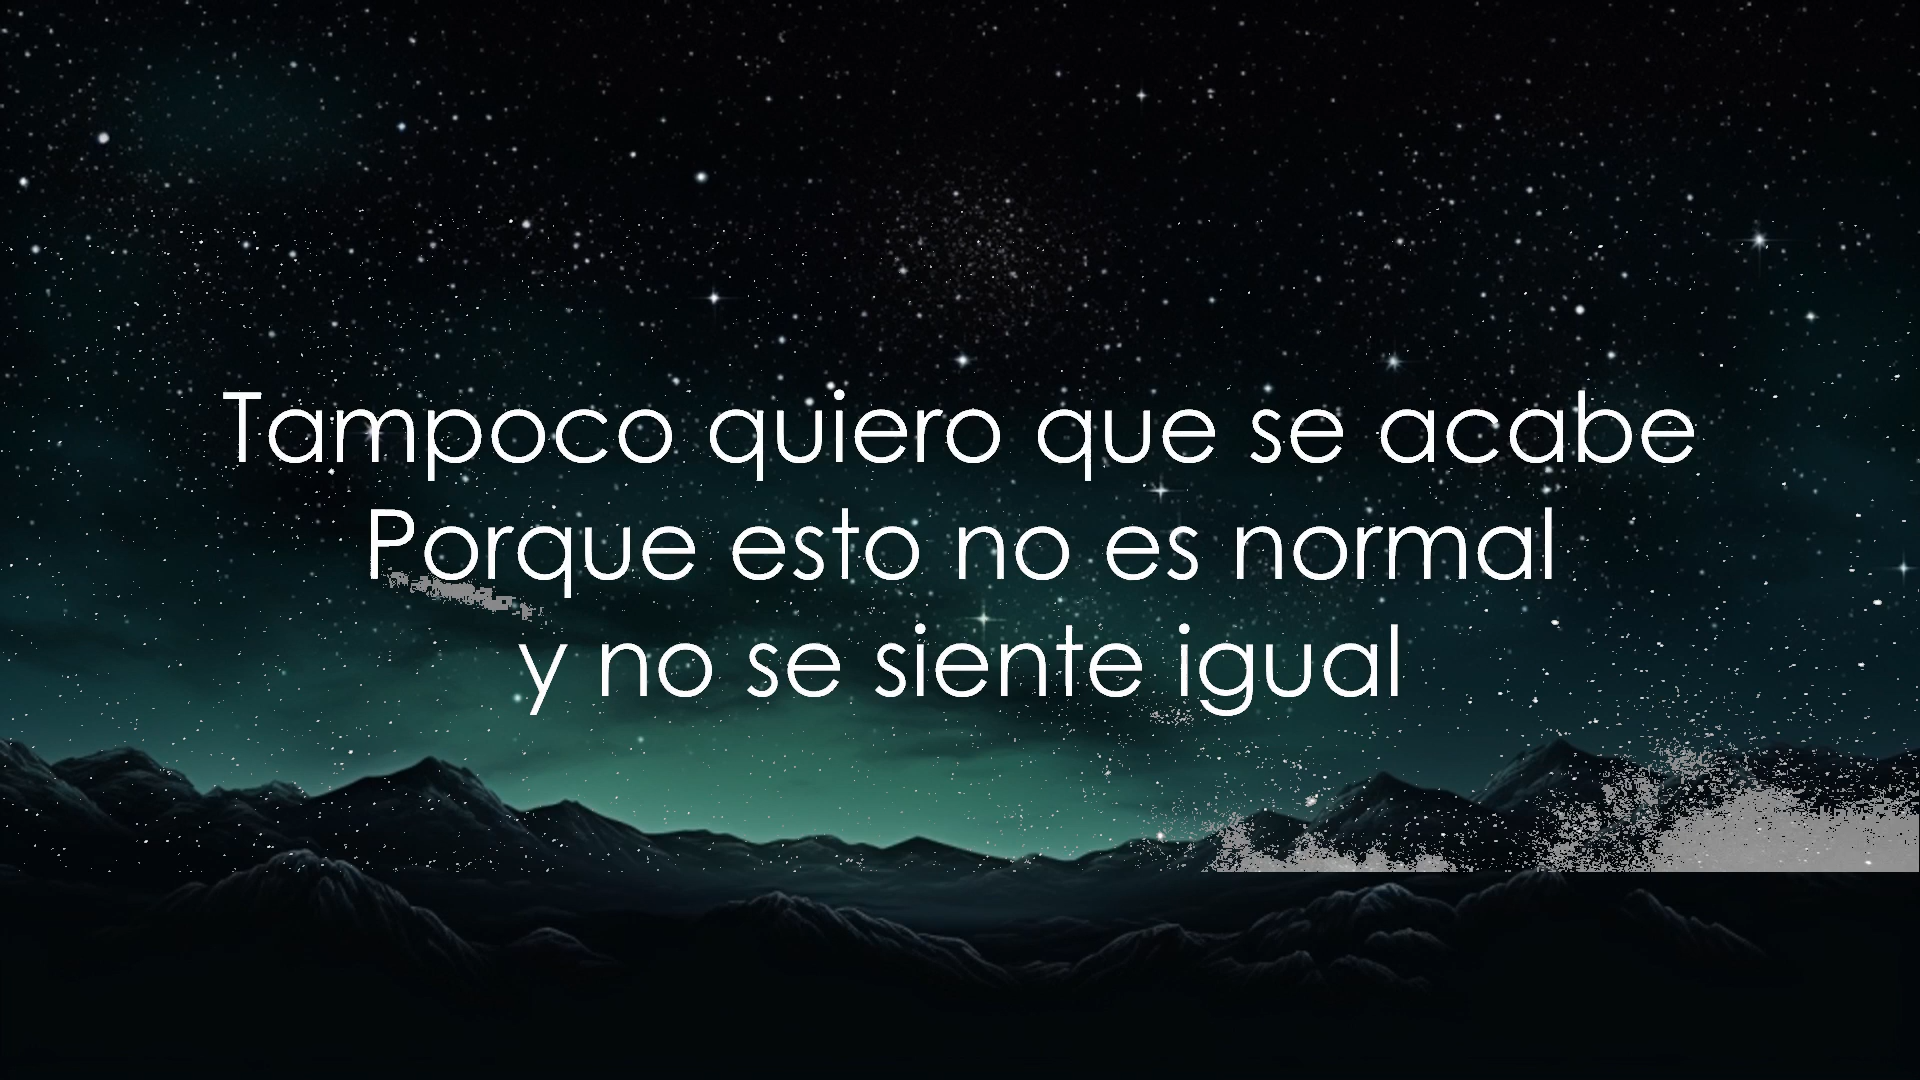 Tampoco quiero que se acabe
Porque esto no es normal
y no se siente igual